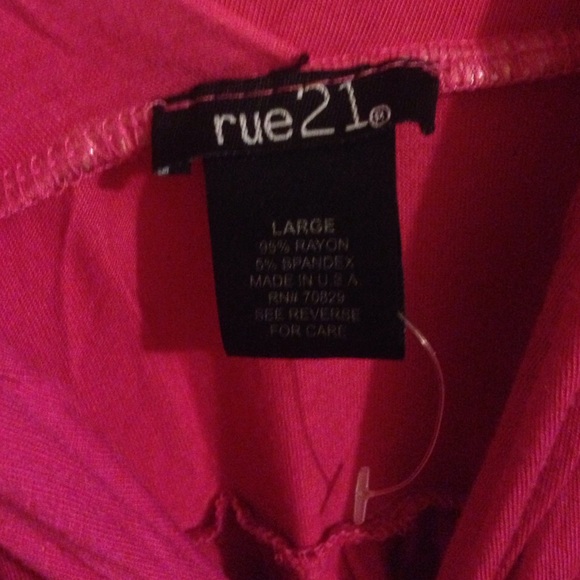 rue21®
LARGE
95% RAYON
5% SPANDEX
MADE IN U S A
RN# 70829
SEE REVERSE
FOR CARE